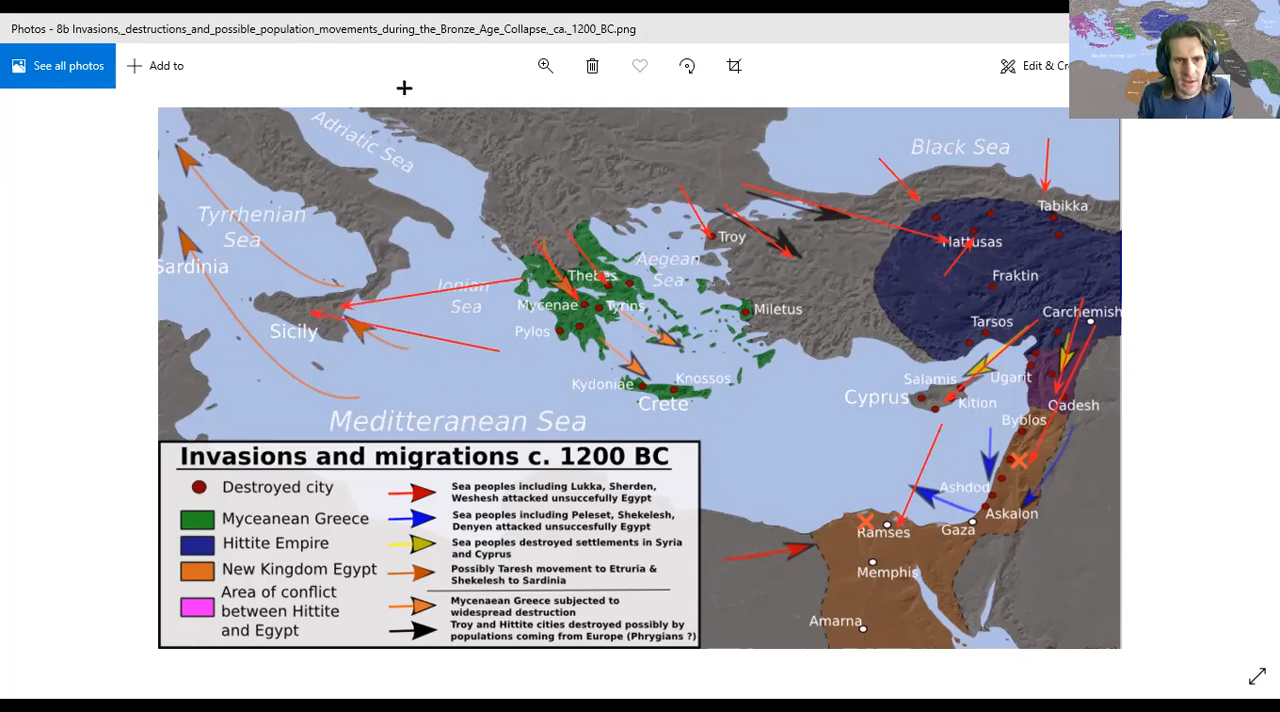 Photos - 8b Invasions,_destructions_and_possible_population_movements_during_the_Bronze_Age_Collapse,_ca._1200_BC.png
See all photos
Add to
Edit & Cr
Adriatic Sea
Black Sea
Tyrrhenian
Sea
Sardinia
Tabikka
Troy
Hattusas
Aegean
Sea
Thebes
Ionian
Sea
Fraktin
Mycenae
Tyrins
Miletus
Carchemish
Sicily
Pylos
Tarsos
Kydoniae
Knossos
Crete
Salamis
Ugarit
Cyprus
Kition
Qadesh
Byblos
Meditteranean Sea
Ashdod
Askalon
Gaza
Ramses
Memphis
Amarna
Invasions and migrations c. 1200 BC
Destroyed city
Myceanean Greece
Hittite Empire
New Kingdom Egypt
Area of conflict
between Hittite
and Egypt
Sea peoples including Lukka, Sherden,
Weshesh attacked unsuccefully Egypt
Sea peoples including Peleset, Shekelesh,
Denyen attacked unsuccesfully Egypt
Sea peoples destroyed settlements in Syria
and Cyprus
Possibly Taresh movement to Etruria &
Shekelesh to Sardinia
Mycenaean Greece subjected to
widespread destruction
Troy and Hittite cities destroyed possibly by
populations coming from Europe (Phrygians ?)